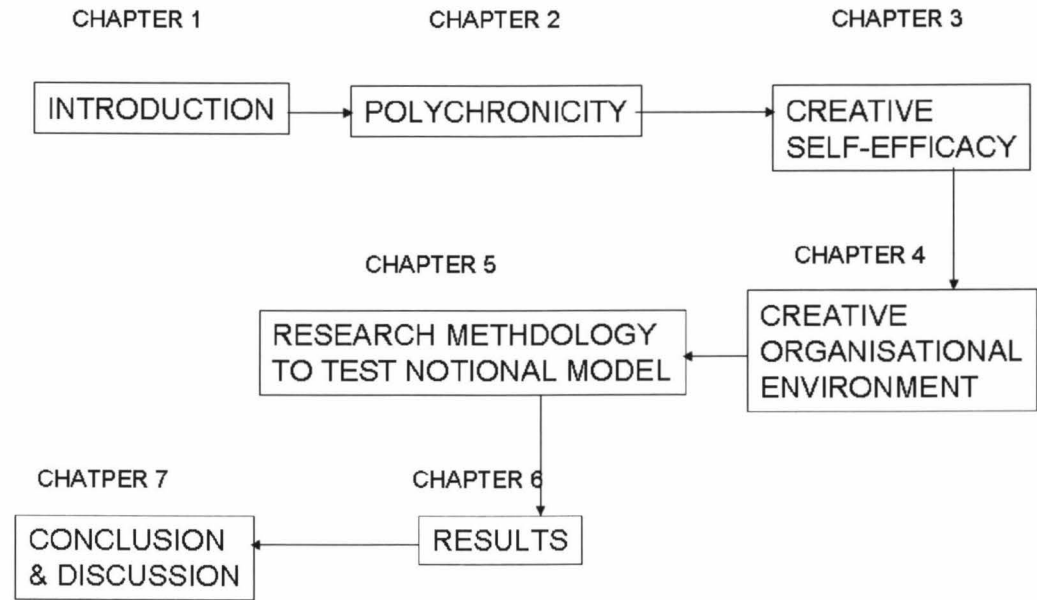 CHAPTER 1
INTRODUCTION
CHAPTER 2
POLYCHRONICITY
CHAPTER 3
CREATIVE
SELF-EFFICACY
CHAPTER 4
CREATIVE
ORGANISATIONAL
ENVIRONMENT
CHAPTER 5
RESEARCH METHDOLOGY
TO TEST NOTIONAL MODEL
CHAPTER 6
RESULTS
CHATPER 7
CONCLUSION
& DISCUSSION